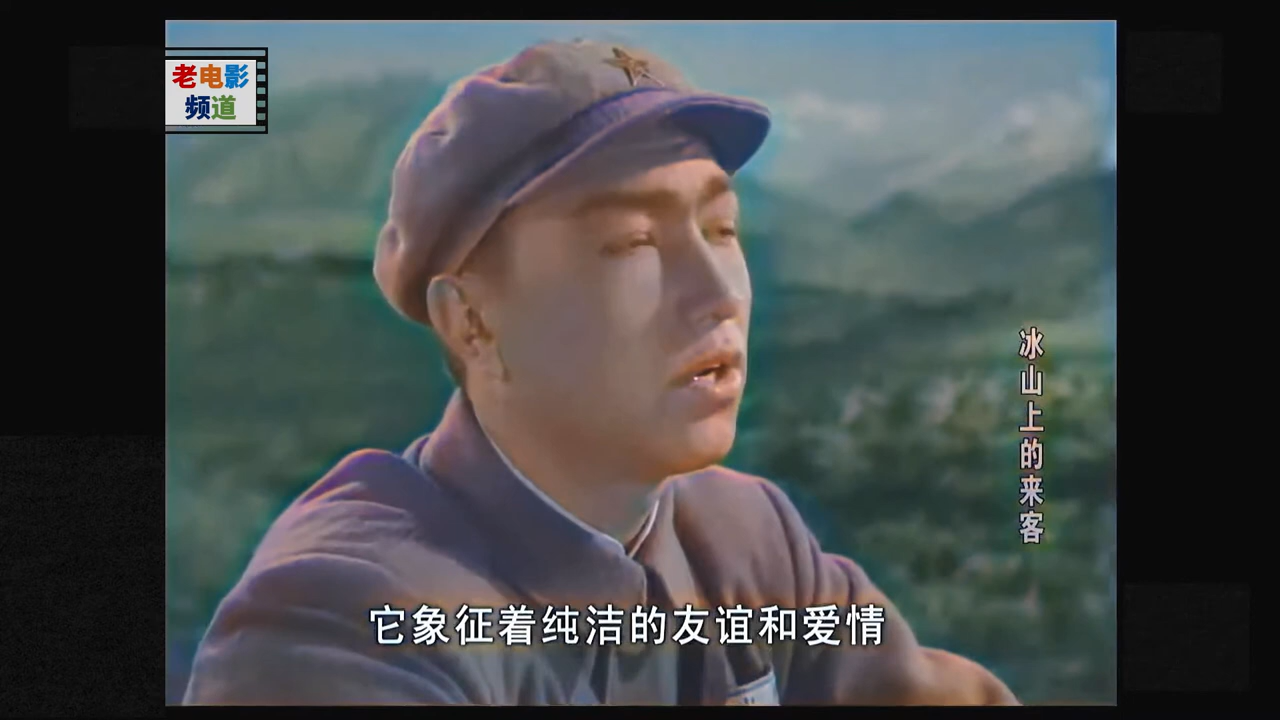 老电影
频道
冰山上的来客
它象征着纯洁的友谊和爱情